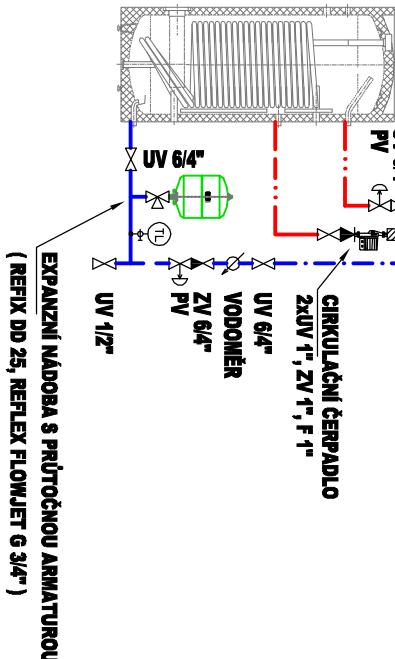 PV
UV 6/4"
TL
CIRKULAČNÍ ČERPADLO
2xUV 1", ZV 1", F 1"
UV 6/4"
VODOMĚR
ZV 6/4"
PV
UV 1/2"
EXPANZNÍ NÁDOBA S PRŮTOČNOU ARMATUROU
( REFIX DD 25, REFLEX FLOWJET G 3/4" )